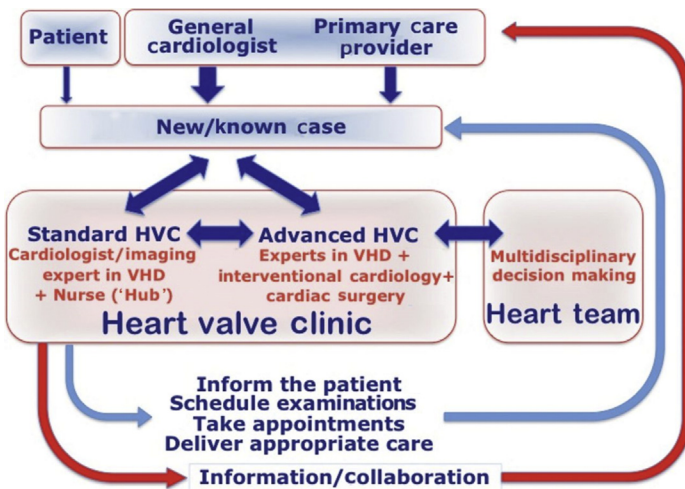 Patient
General
cardiologist
Primary care
provider
New/known case
Standard HVC
Cardiologist/imaging
expert in VHD
+ Nurse (‘Hub’)
Advanced HVC
Experts in VHD +
interventional cardiology+
cardiac surgery
Heart valve clinic
Multidisciplinary
decision making
Heart team
Inform the patient
Schedule examinations
Take appointments
Deliver appropriate care
Information/collaboration